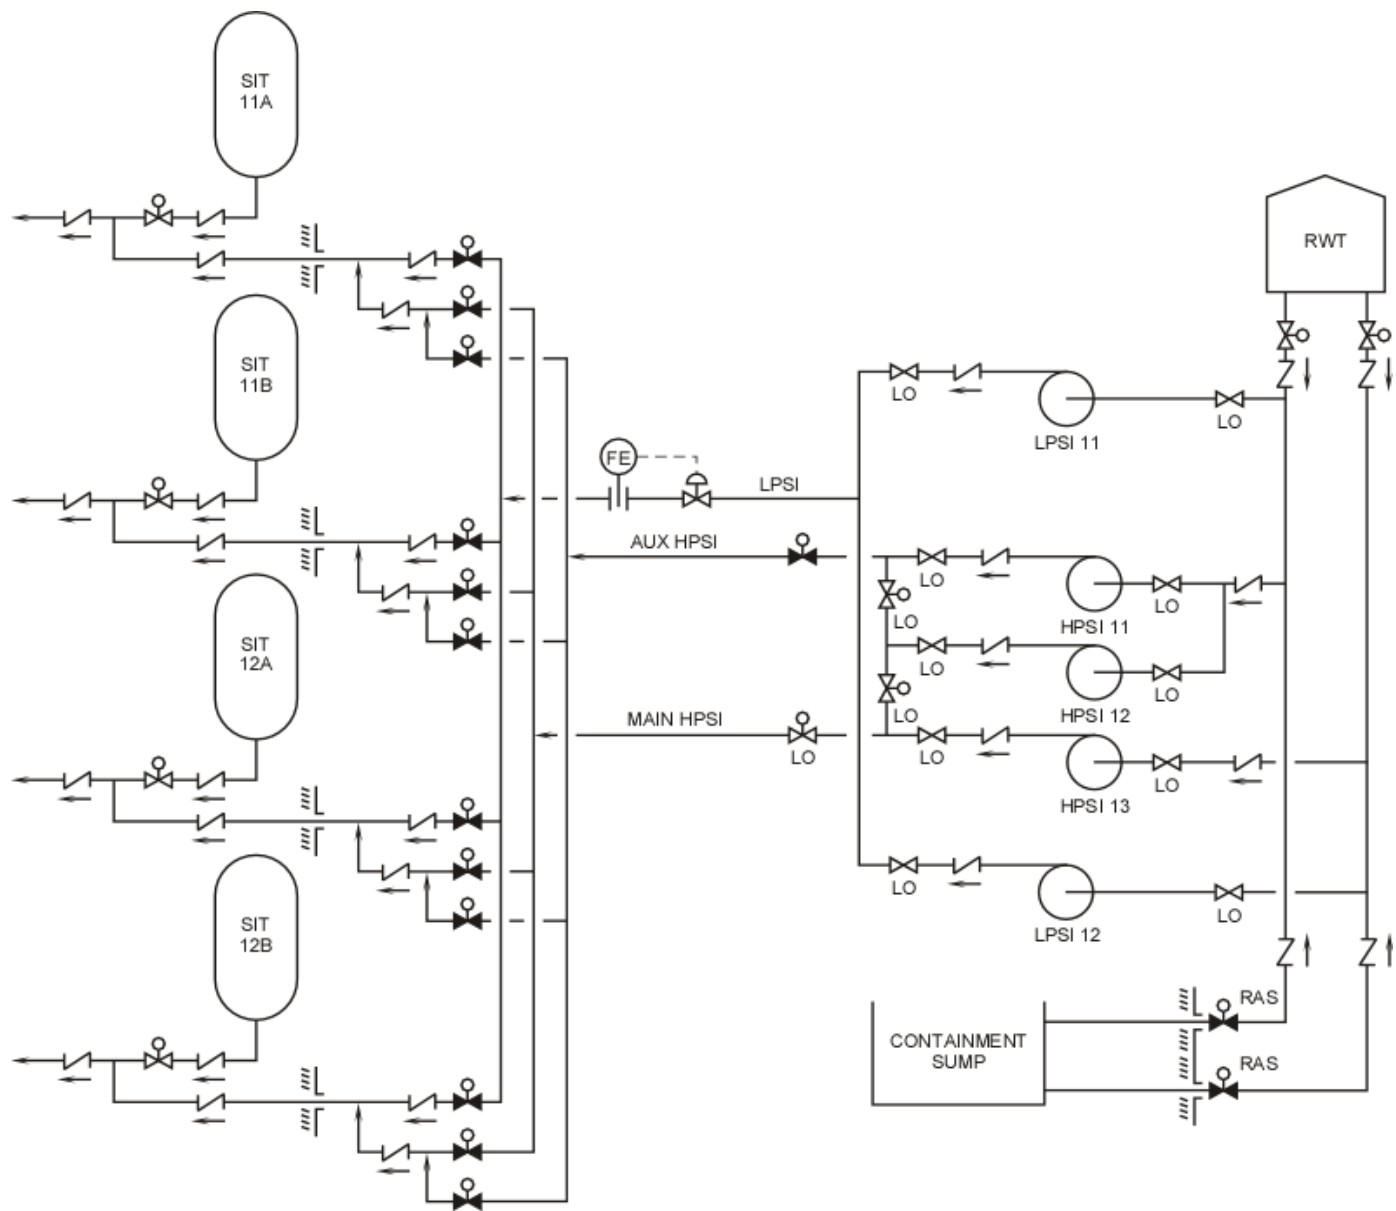 SIT
11A
RWT
SIT
11B
LO
LPSI 11
LO
FE
LPSI
AUX HPSI
LO
LO
HPSI 11
LO
SIT
12A
LO
HPSI 12
LO
LO
MAIN HPSI
LO
LO
HPSI 13
LO
LO
LPSI 12
LO
SIT
12B
CONTAINMENT
SUMP
RAS
RAS